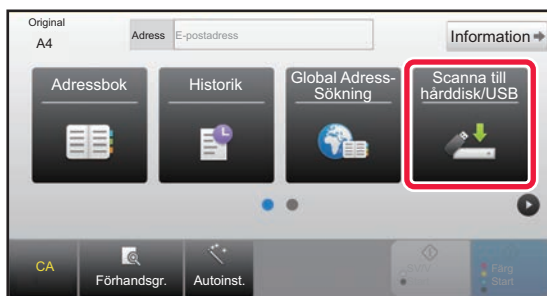 Original
A4
Adress
E-postadress
Information
Adressbok
Historik
Global Adress-
Sökning
Scanna till
hårddisk/USB
CA
Förhandsgr.
Autoinst.
SV/V
Färg
Start